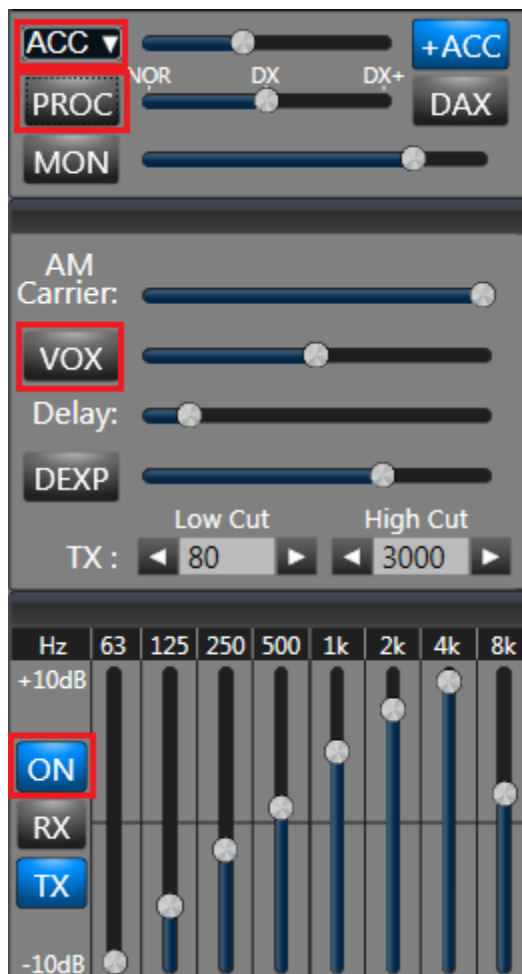 ACC ▼ +ACC
NOR DX DX+
PROC DAX
MON
AM
Carrier:
VOX
Delay:
DEXP
Low Cut High Cut
TX : ◄ 80 ► ◄ 3000 ►
Hz 63 125 250 500 1k 2k 4k 8k
+10dB
ON
RX
TX
-10dB